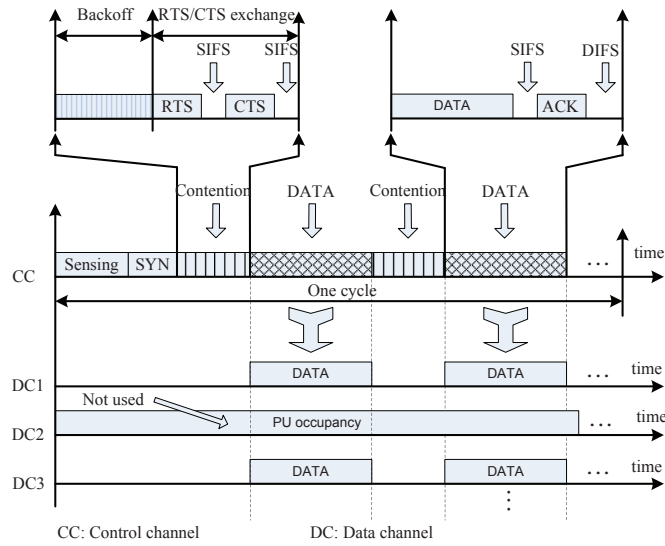 Backoff RTS/CTS exchange
SIFS SIFS SIFS DIFS
RTS CTS DATA ACK
Contention DATA Contention DATA
Sensing SYN ... time
CC
One cycle
DATA DATA ... time
DC1
Not used
PU occupancy ... time
DC2
DATA DATA ... time
DC3
CC: Control channel DC: Data channel